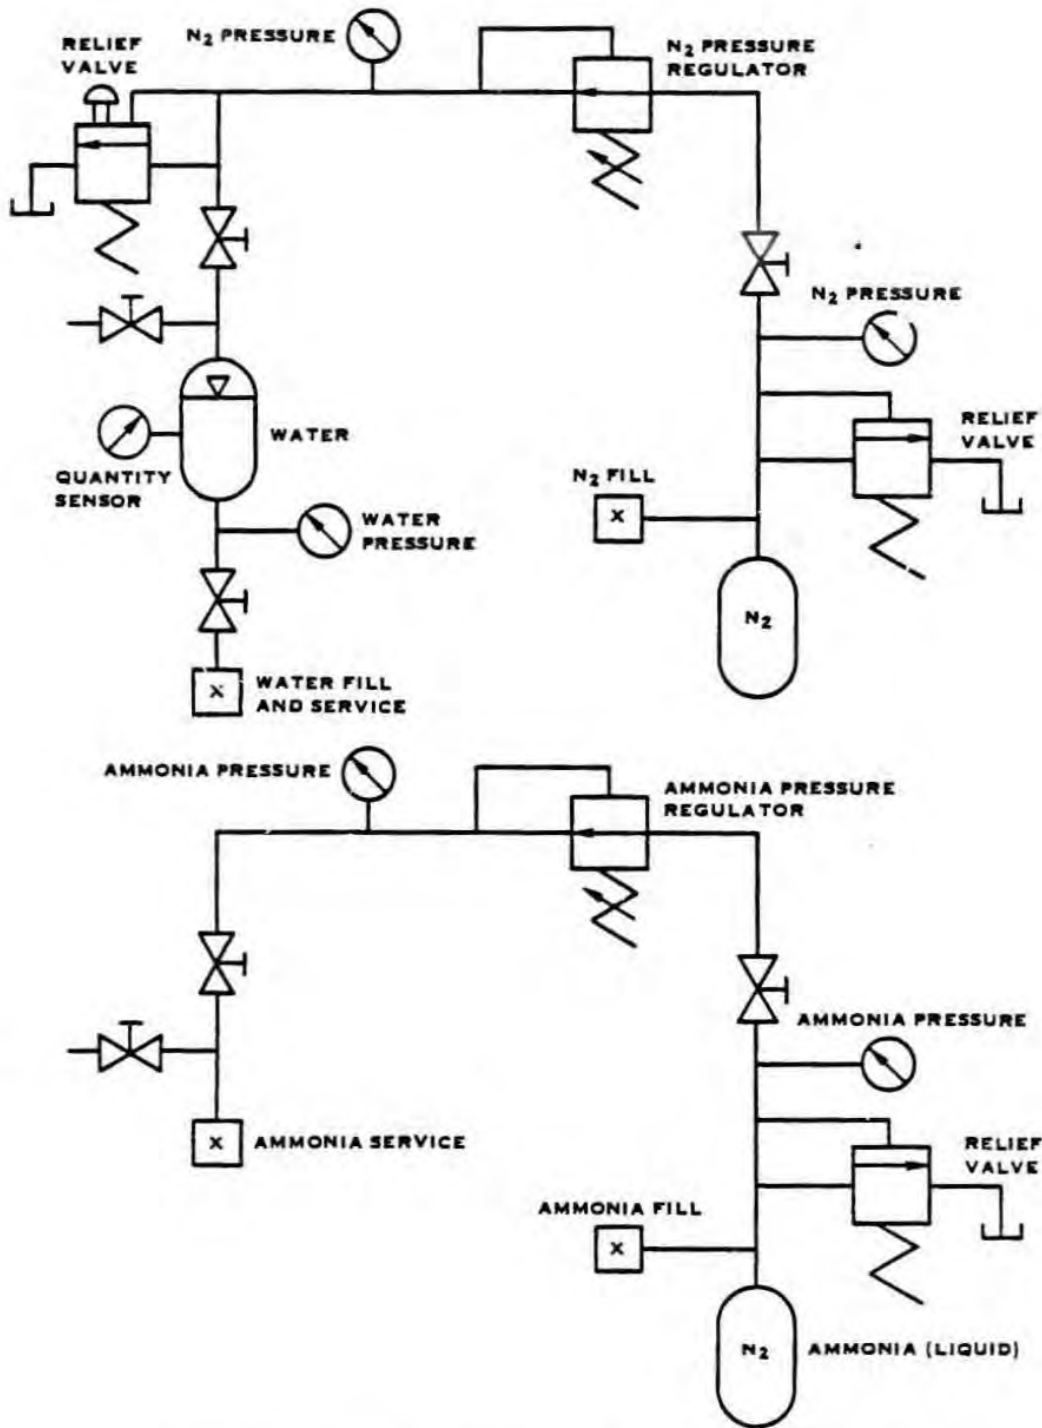 N2 PRESSURE
RELIEF
VALVE
N2 PRESSURE
REGULATOR
N2 PRESSURE
WATER
QUANTITY
SENSOR
WATER
PRESSURE
RELIEF
VALVE
N2 FILL
X
N2
X
WATER FILL
AND SERVICE
AMMONIA PRESSURE
AMMONIA PRESSURE
REGULATOR
AMMONIA PRESSURE
X
AMMONIA SERVICE
RELIEF
VALVE
AMMONIA FILL
X
N2
AMMONIA (LIQUID)